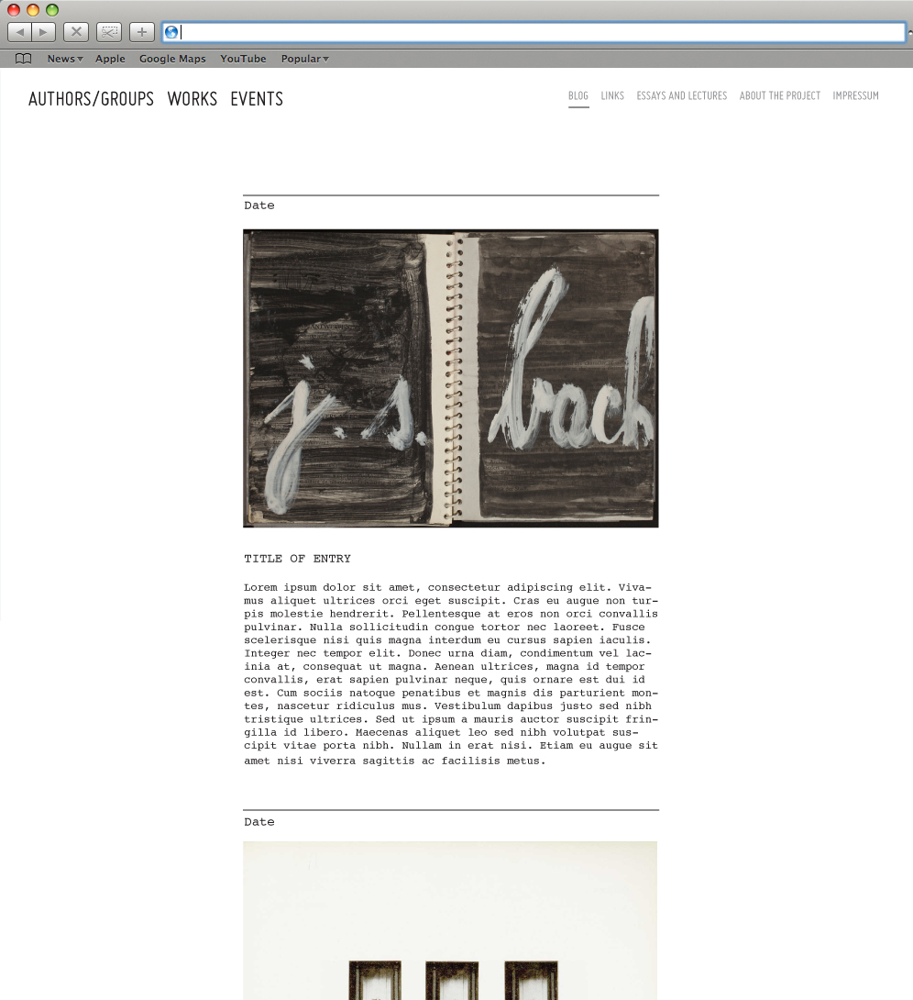 News Apple Google Maps YouTube Popular
AUTHORS/GROUPS WORKS EVENTS
BLOG LINKS ESSAYS AND LECTURES ABOUT THE PROJECT IMPRESSUM
Date
j. s. bach
TITLE OF ENTRY
Lorem ipsum dolor sit amet, consectetur adipiscing elit. Viva-
mus aliquet ultrices orci eget suscipit. Cras eu augue non tur-
pis molestie hendrerit. Pellentesque at eros non orci convallis
pulvinar. Nulla sollicitudin congue tortor nec laoreet. Fusce
scelerisque nisi quis magna interdum eu cursus sapien iaculis.
Integer nec tempor elit. Donec urna diam, condimentum vel lac-
inia at, consequat ut magna. Aenean ultrices, magna id tempor
convallis, erat sapien pulvinar neque, quis ornare est dui id
est. Cum sociis natoque penatibus et magnis dis parturient mon-
tes, nascetur ridiculus mus. Vestibulum dapibus justo sed nibh
tristique ultrices. Sed ut ipsum a mauris auctor suscipit frin-
gilla id libero. Maecenas aliquet leo sed nibh volutpat sus-
cipit vitae porta nibh. Nullam in erat nisi. Etiam eu augue sit
amet nisi viverra sagittis ac facilisis metus.
Date